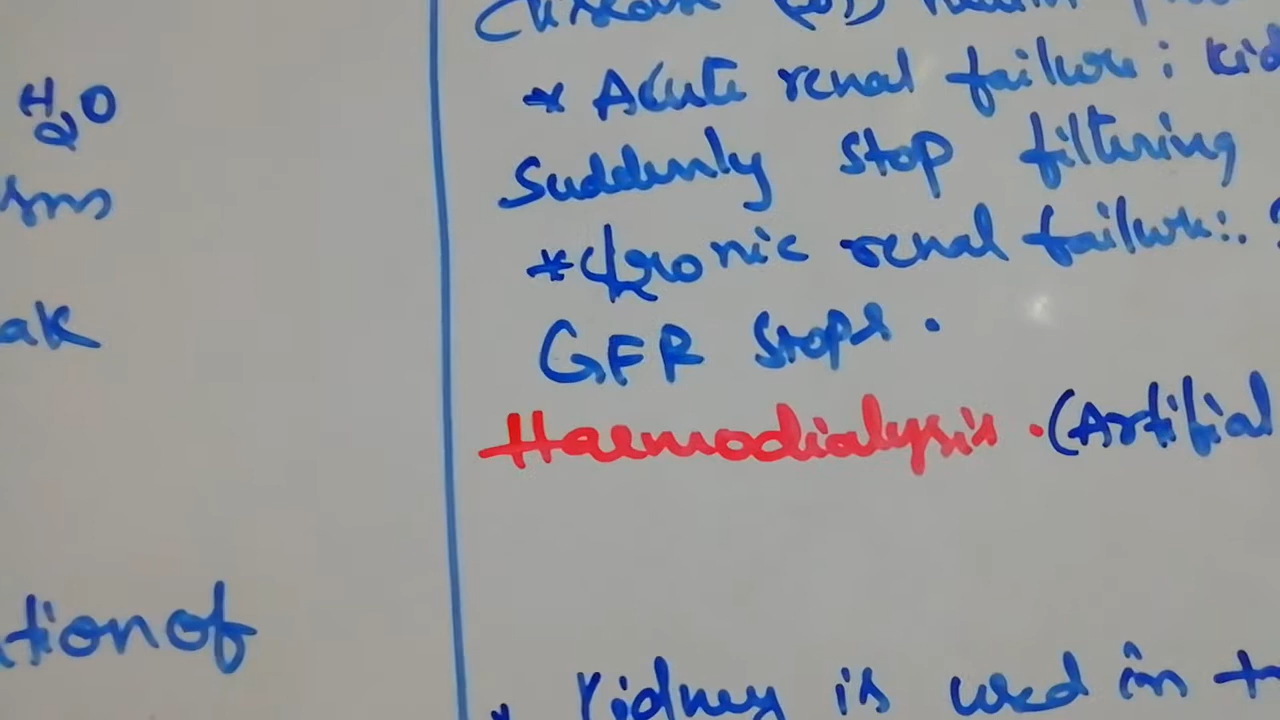 H2O
ak
tion of
* Acute renal failure : kid
Suddenly stop filtering
* Chronic renal failure :.
GFR stops.
Haemodialysis . (Artifial
kidney is used in